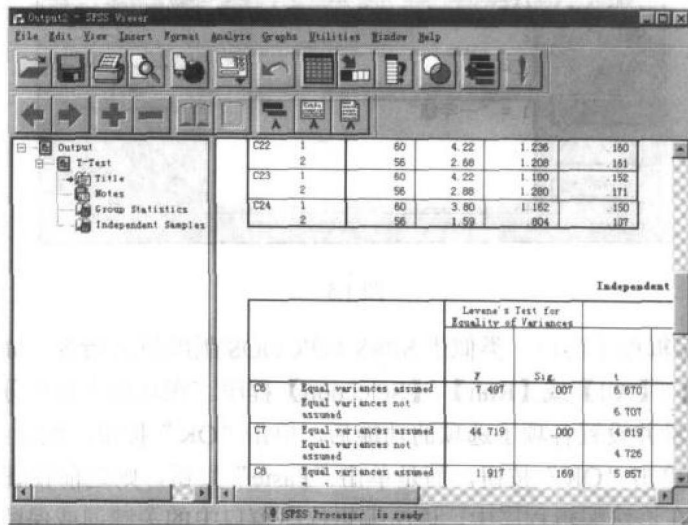 Output2 - SPSS Viewer
File Edit View Insert Format Analyze Graphs Utilities Window Help
Output
T-Test
Title
Notes
Group Statistics
Independent Samples
C22 1 60 4.22 1.236 .160
2 56 2.68 1.208 .161
C23 1 60 4.22 1.180 .152
2 56 2.88 1.280 .171
C24 1 60 3.80 1.162 .150
2 56 1.59 .804 .107
Independent
Levene's Test for
Equality of Variances
F Sig. t
C6 Equal variances assumed 7.497 .007 6.670
Equal variances not
assumed 6.707
C7 Equal variances assumed 44.719 .000 4.819
Equal variances not
assumed 4.726
C8 Equal variances assumed 1.917 .169 5.857
SPSS Processor is ready